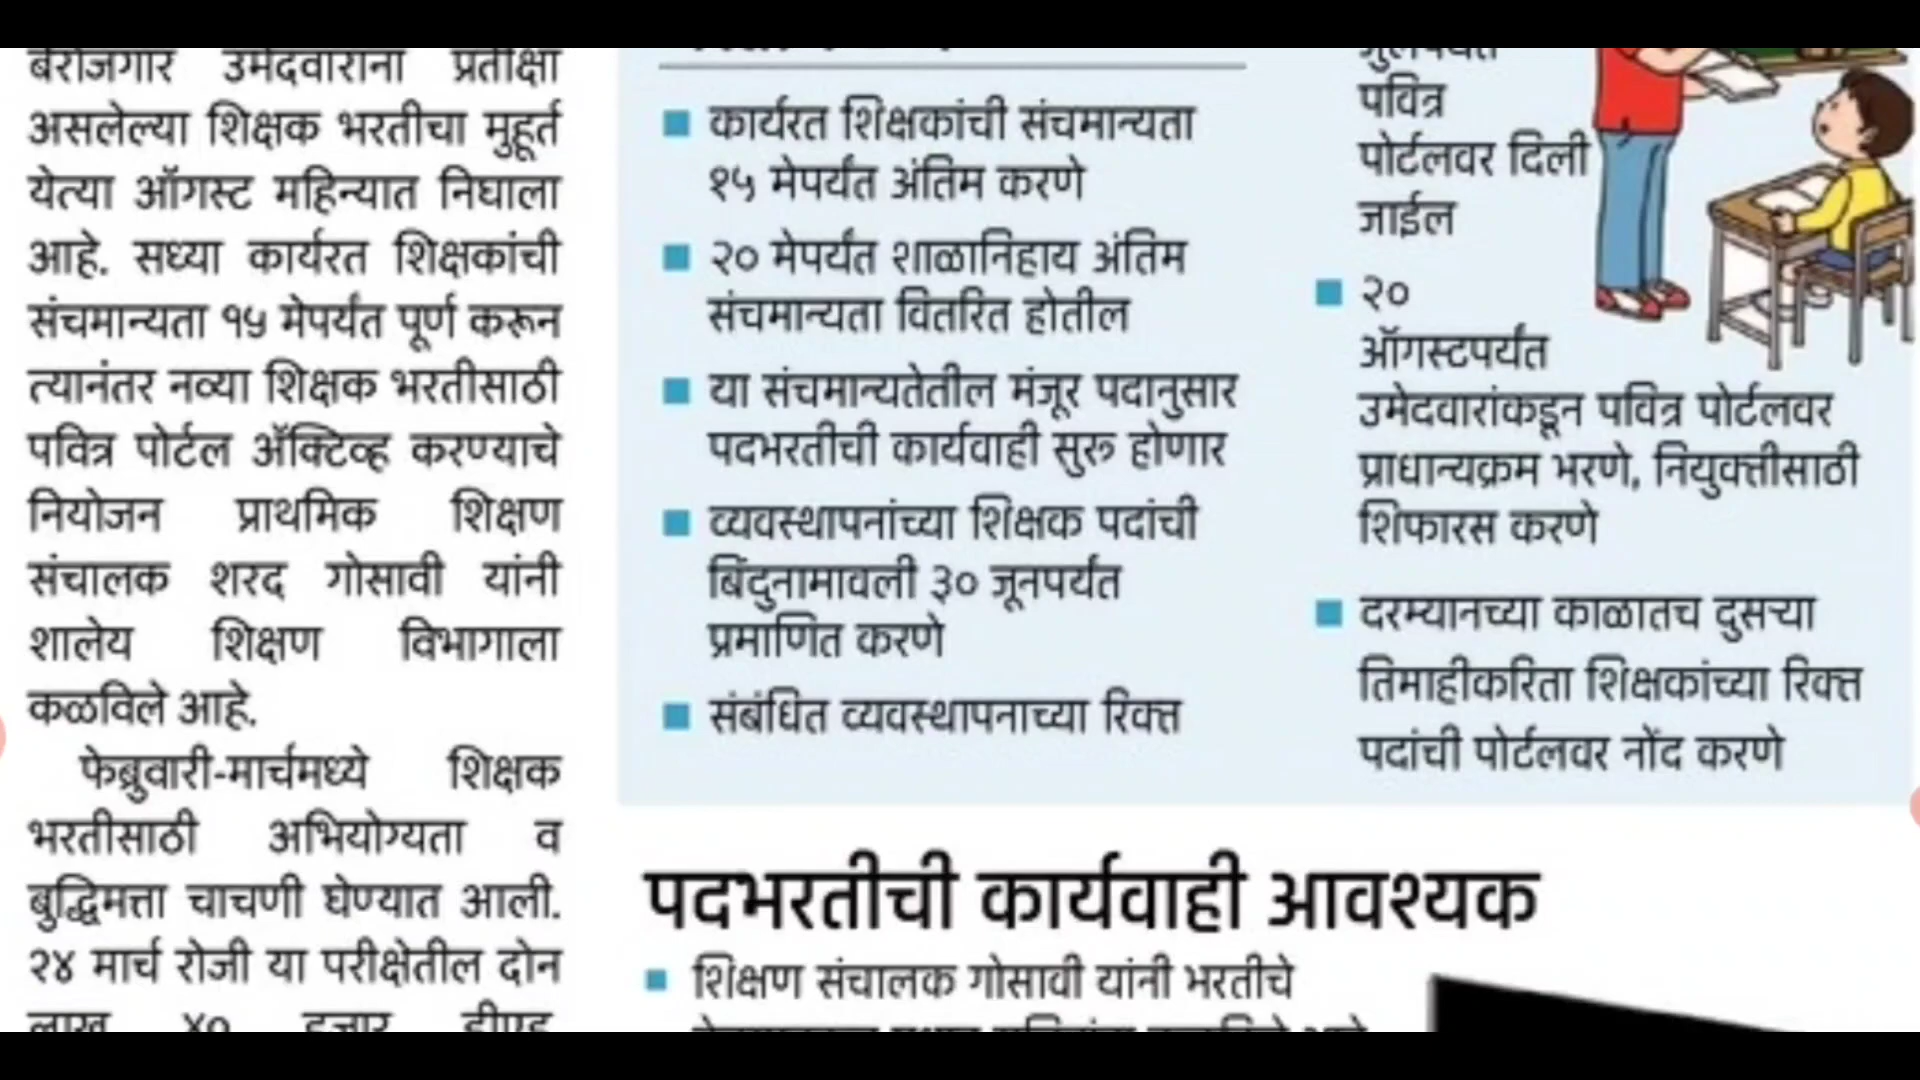 बेरोजगार उमेदवारांना प्रतीक्षा
असलेल्या शिक्षक भरतीचा मुहूर्त
येत्या ऑगस्ट महिन्यात निघाला
आहे. सध्या कार्यरत शिक्षकांची
संचमान्यता १५ मेपर्यंत पूर्ण करून
त्यानंतर नव्या शिक्षक भरतीसाठी
पवित्र पोर्टल ॲक्टिव्ह करण्याचे
नियोजन प्राथमिक शिक्षण
संचालक शरद गोसावी यांनी
शालेय शिक्षण विभागाला
कळविले आहे.
फेब्रुवारी-मार्चमध्ये शिक्षक
भरतीसाठी अभियोग्यता व
बुद्धिमत्ता चाचणी घेण्यात आली.
२४ मार्च रोजी या परीक्षेतील दोन
लाख ४० हजार डीएड
कार्यरत शिक्षकांची संचमान्यता
१५ मेपर्यंत अंतिम करणे
२० मेपर्यंत शाळानिहाय अंतिम
संचमान्यता वितरित होतील
या संचमान्यतेतील मंजूर पदानुसार
पदभरतीची कार्यवाही सुरु होणार
व्यवस्थापनांच्या शिक्षक पदांची
बिंदुनामावली ३० जूनपर्यंत
प्रमाणित करणे
संबंधित व्यवस्थापनाच्या रिक्त
पवित्र
पोर्टलवर दिली
जाईल
२०
ऑगस्टपर्यंत
उमेदवारांकडून पवित्र पोर्टलवर
प्राधान्यक्रम भरणे, नियुक्तीसाठी
शिफारस करणे
दरम्यानच्या काळातच दुसऱ्या
तिमाहीकरिता शिक्षकांच्या रिक्त
पदांची पोर्टलवर नोंद करणे
पदभरतीची कार्यवाही आवश्यक
शिक्षण संचालक गोसावी यांनी भरतीचे